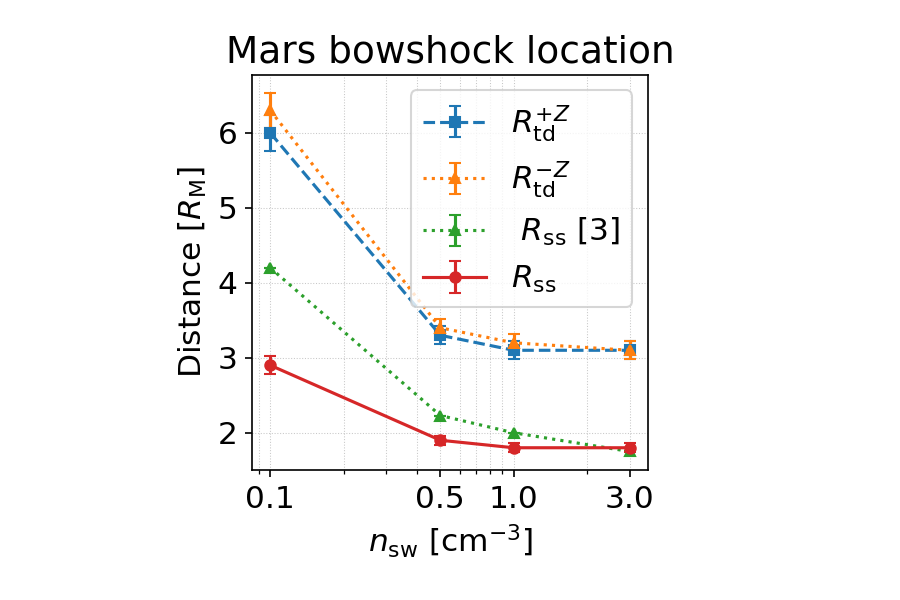 Mars bowshock location
Distance [R_M]
6
5
4
3
2
R_td^{+Z}
R_td^{−Z}
R_ss [3]
R_ss
0.1 0.5 1.0 3.0
n_sw [cm^{−3}]